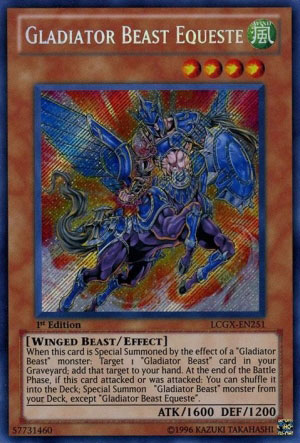 GLADIATOR BEAST EQUESTE
WIND
風
1st Edition
LCGX-EN251
[WINGED BEAST/EFFECT]
When this card is Special Summoned by the effect of a "Gladiator
Beast" monster: Target 1 "Gladiator Beast" card in your
Graveyard; add that target to your hand. At the end of the Battle
Phase, if this card attacked or was attacked: You can shuffle it
into the Deck; Special Summon "Gladiator Beast" monster from
your Deck, except "Gladiator Beast Equeste".
ATK/1600 DEF/1200
57731460
©1996 KAZUKI TAKAHASHI